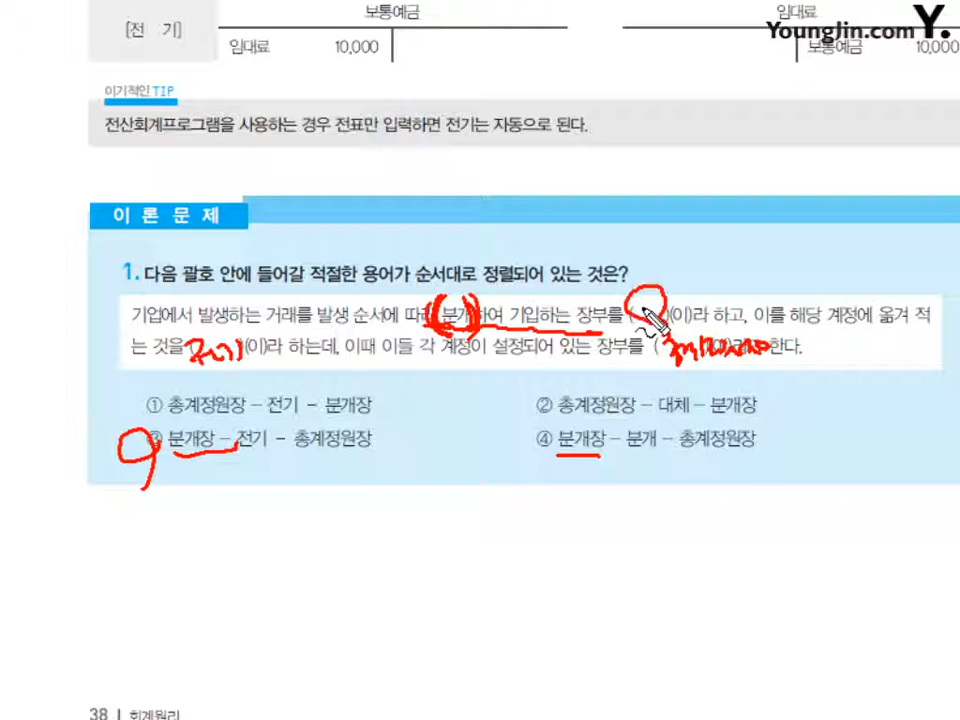 보통예금
임대료
YoungJin.com Y.
[전 기]
임대료 10,000
보통예금 10,000
이기적인 TIP
전산회계프로그램을 사용하는 경우 전표만 입력하면 전기는 자동으로 된다.
이론문제
1. 다음 괄호 안에 들어갈 적절한 용어가 순서대로 정렬되어 있는 것은?
기업에서 발생하는 거래를 발생 순서에 따라 분개하여 기입하는 장부를 ( )(이)라 하고, 이를 해당 계정에 옮겨 적
는 것을 전기 )(이)라 하는데, 이때 이들 각 계정이 설정되어 있는 장부를 ( (이)라고 한다.
① 총계정원장 – 전기 – 분개장
② 총계정원장 – 대체 – 분개장
③ 분개장 – 전기 – 총계정원장
④ 분개장 – 분개 – 총계정원장
38 | 회계원리